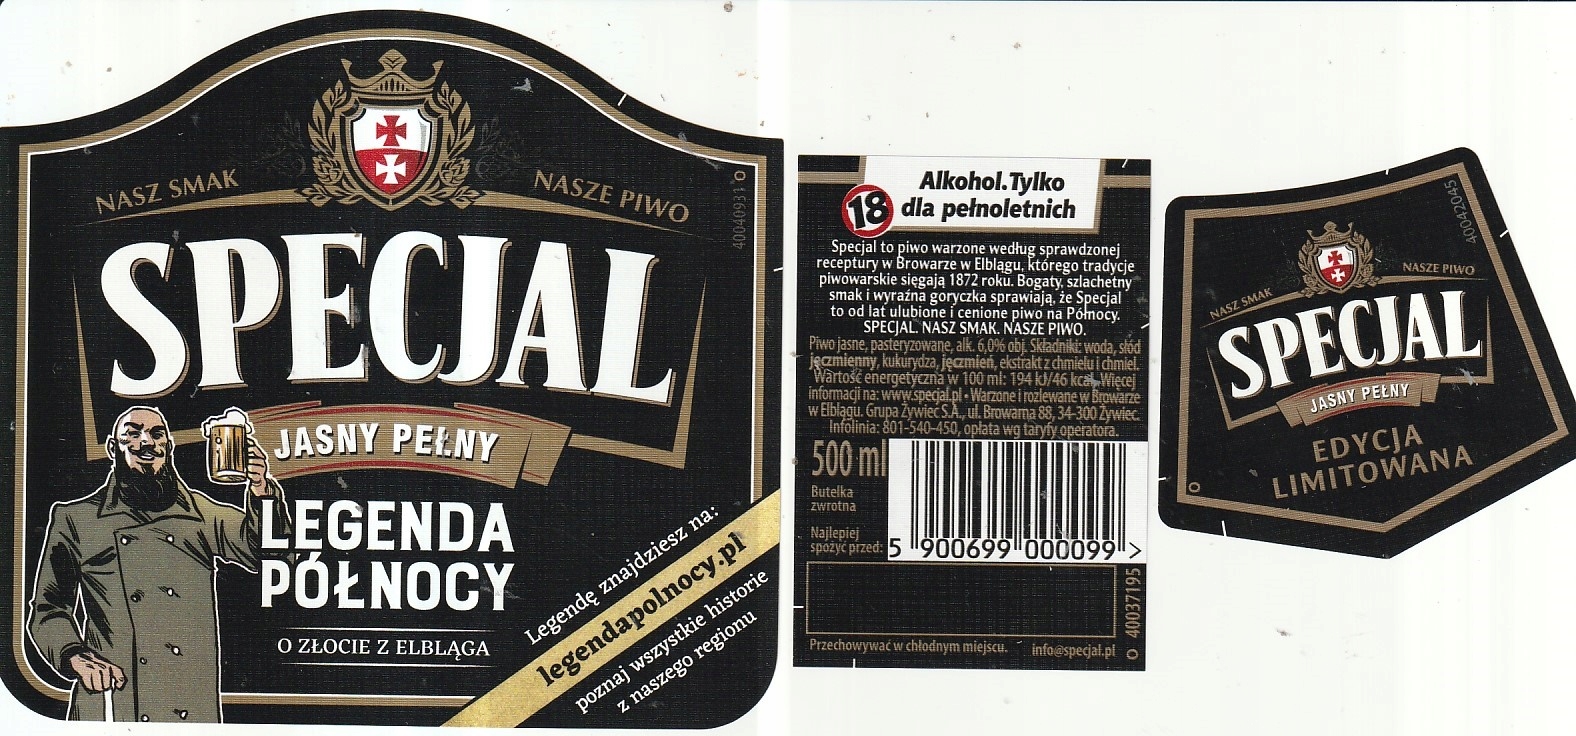 NASZ SMAK
NASZE PIWO
40040931
SPECJAL
JASNY PEŁNY
LEGENDA
PÓŁNOCY
O ZŁOCIE Z ELBLĄGA
Legendę znajdziesz na:
legendapolnocy.pl
poznaj wszystkie historie
z naszego regionu
18
Alkohol.Tylko
dla pełnoletnich
Specjal to piwo warzone według sprawdzonej
receptury w Browarze w Elblągu, którego tradycje
piwowarskie sięgają 1872 roku. Bogaty, szlachetny
smak i wyraźna goryczka sprawiają, że Specjal
to od lat ulubione i cenione piwo na Północy.
SPECJAL. NASZ SMAK. NASZE PIWO.
Piwo jasne, pasteryzowane, alk. 6,0% obj. Składniki: woda, słód
jęczmienny, kukurydza, jęczmień, ekstrakt z chmielu i chmiel.
Wartość energetyczna w 100 ml: 194 kJ/46 kcal. Więcej
informacji na: www.specjal.pl • Warzone i rozlewane w Browarze
w Elblągu. Grupa Żywiec S.A., ul. Browarna 88, 34-300 Żywiec.
Infolinia: 801-540-450, opłata wg taryfy operatora.
500 ml
Butelka
zwrotna
Najlepiej
spożyć przed:
5 900699 000099 >
Przechowywać w chłodnym miejscu.
info@specjal.pl
40037195
40042045
NASZ SMAK
NASZE PIWO
SPECJAL
JASNY PEŁNY
EDYCJA
LIMITOWANA